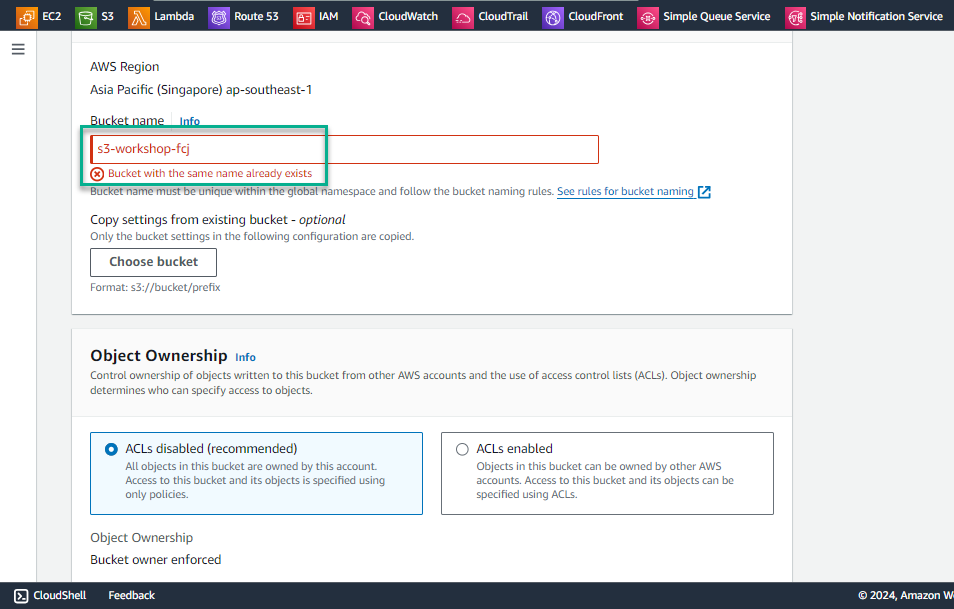 EC2 S3 Lambda Route 53 IAM CloudWatch CloudTrail CloudFront Simple Queue Service Simple Notification Service
AWS Region
Asia Pacific (Singapore) ap-southeast-1
Bucket name Info
s3-workshop-fcj
Bucket with the same name already exists
Bucket name must be unique within the global namespace and follow the bucket naming rules. See rules for bucket naming
Copy settings from existing bucket - optional
Only the bucket settings in the following configuration are copied.
Choose bucket
Format: s3://bucket/prefix
Object Ownership Info
Control ownership of objects written to this bucket from other AWS accounts and the use of access control lists (ACLs). Object ownership
determines who can specify access to objects.
ACLs disabled (recommended)
All objects in this bucket are owned by this account.
Access to this bucket and its objects is specified using
only policies.
ACLs enabled
Objects in this bucket can be owned by other AWS
accounts. Access to this bucket and its objects can be
specified using ACLs.
Object Ownership
Bucket owner enforced
CloudShell Feedback © 2024, Amazon